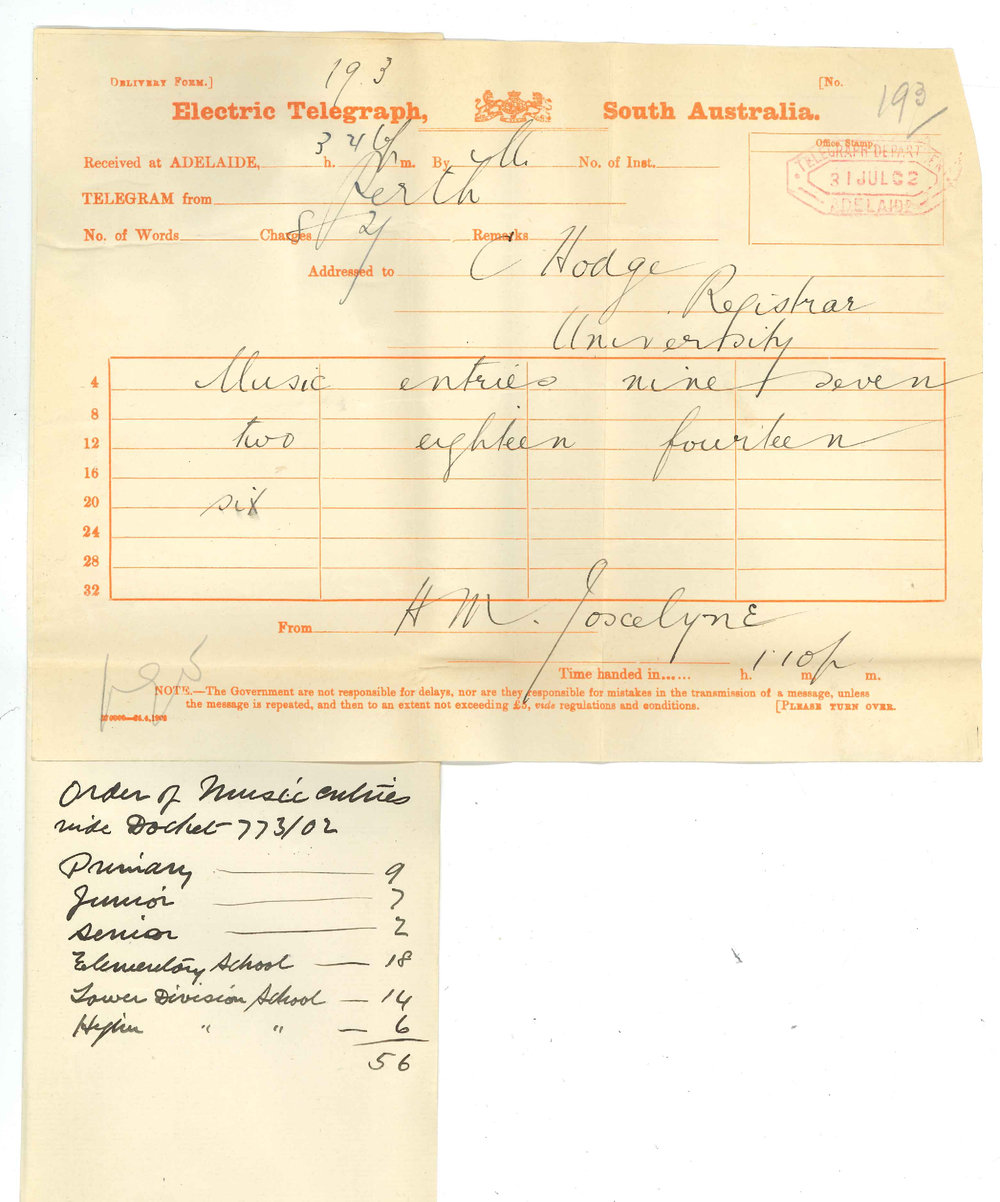 19.3
DELIVERY FORM.] [No. 193/
Electric Telegraph, South Australia.
Office Stamp.
TELEGRAPH DEPARTMENT
31 JUL 02
ADELAIDE
Received at ADELAIDE, 3 h. 46 p m. By M. No. of Inst.
TELEGRAM from Perth
No. of Words 8 Charges 2/ Remarks
Addressed to C Hodge
Registrar
University
4 Music entries nine seven
8
12 two eighteen fourteen
16
20 six
24
28
32
From H M. Joscelyne
Time handed in...... h. 1.10 p m. m.
NOTE.—The Government are not responsible for delays, nor are they responsible for mistakes in the transmission of a message, unless
the message is repeated, and then to an extent not exceeding £5, vide regulations and conditions. [PLEASE TURN OVER.
Order of Music entries
vide Docket 773/02
Primary — 9
Junior — 7
Senior — 2
Elementary School — 18
Lower Division School — 14
Higher " " — 6
56